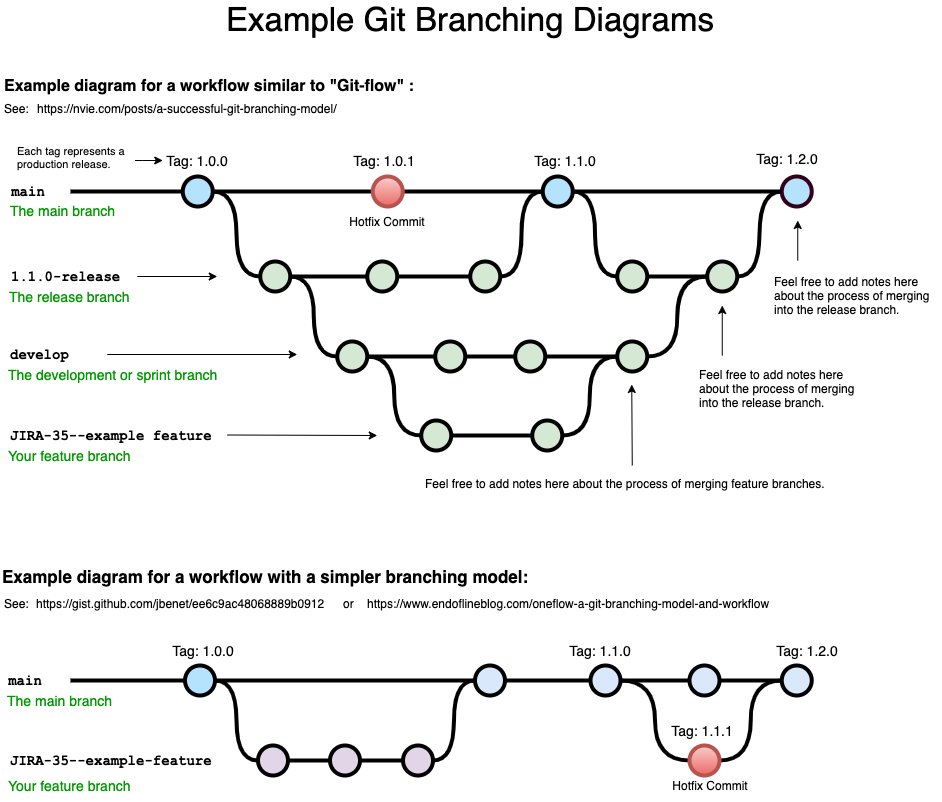 Example Git Branching Diagrams
Example diagram for a workflow similar to "Git-flow" :
See: https://nvie.com/posts/a-successful-git-branching-model/
Each tag represents a
production release.
Tag: 1.0.0
Tag: 1.0.1
Tag: 1.1.0
Tag: 1.2.0
main
The main branch
Hotfix Commit
1.1.0-release
The release branch
Feel free to add notes here
about the process of merging
into the release branch.
develop
The development or sprint branch
Feel free to add notes here
about the process of merging
into the release branch.
JIRA-35--example feature
Your feature branch
Feel free to add notes here about the process of merging feature branches.
Example diagram for a workflow with a simpler branching model:
See: https://gist.github.com/jbenet/ee6c9ac48068889b0912 or https://www.endoflineblog.com/oneflow-a-git-branching-model-and-workflow
Tag: 1.0.0
Tag: 1.1.0
Tag: 1.2.0
main
The main branch
Tag: 1.1.1
JIRA-35--example-feature
Your feature branch
Hotfix Commit